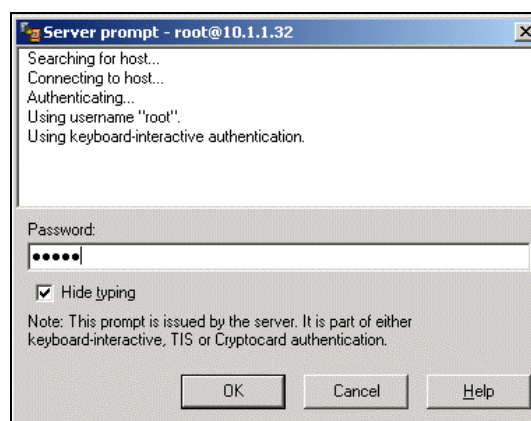 Server prompt - root@10.1.1.32
Searching for host...
Connecting to host...
Authenticating...
Using username "root".
Using keyboard-interactive authentication.
Password:
●●●●●
Hide typing
Note: This prompt is issued by the server. It is part of either
keyboard-interactive, TIS or Cryptocard authentication.
OK Cancel Help